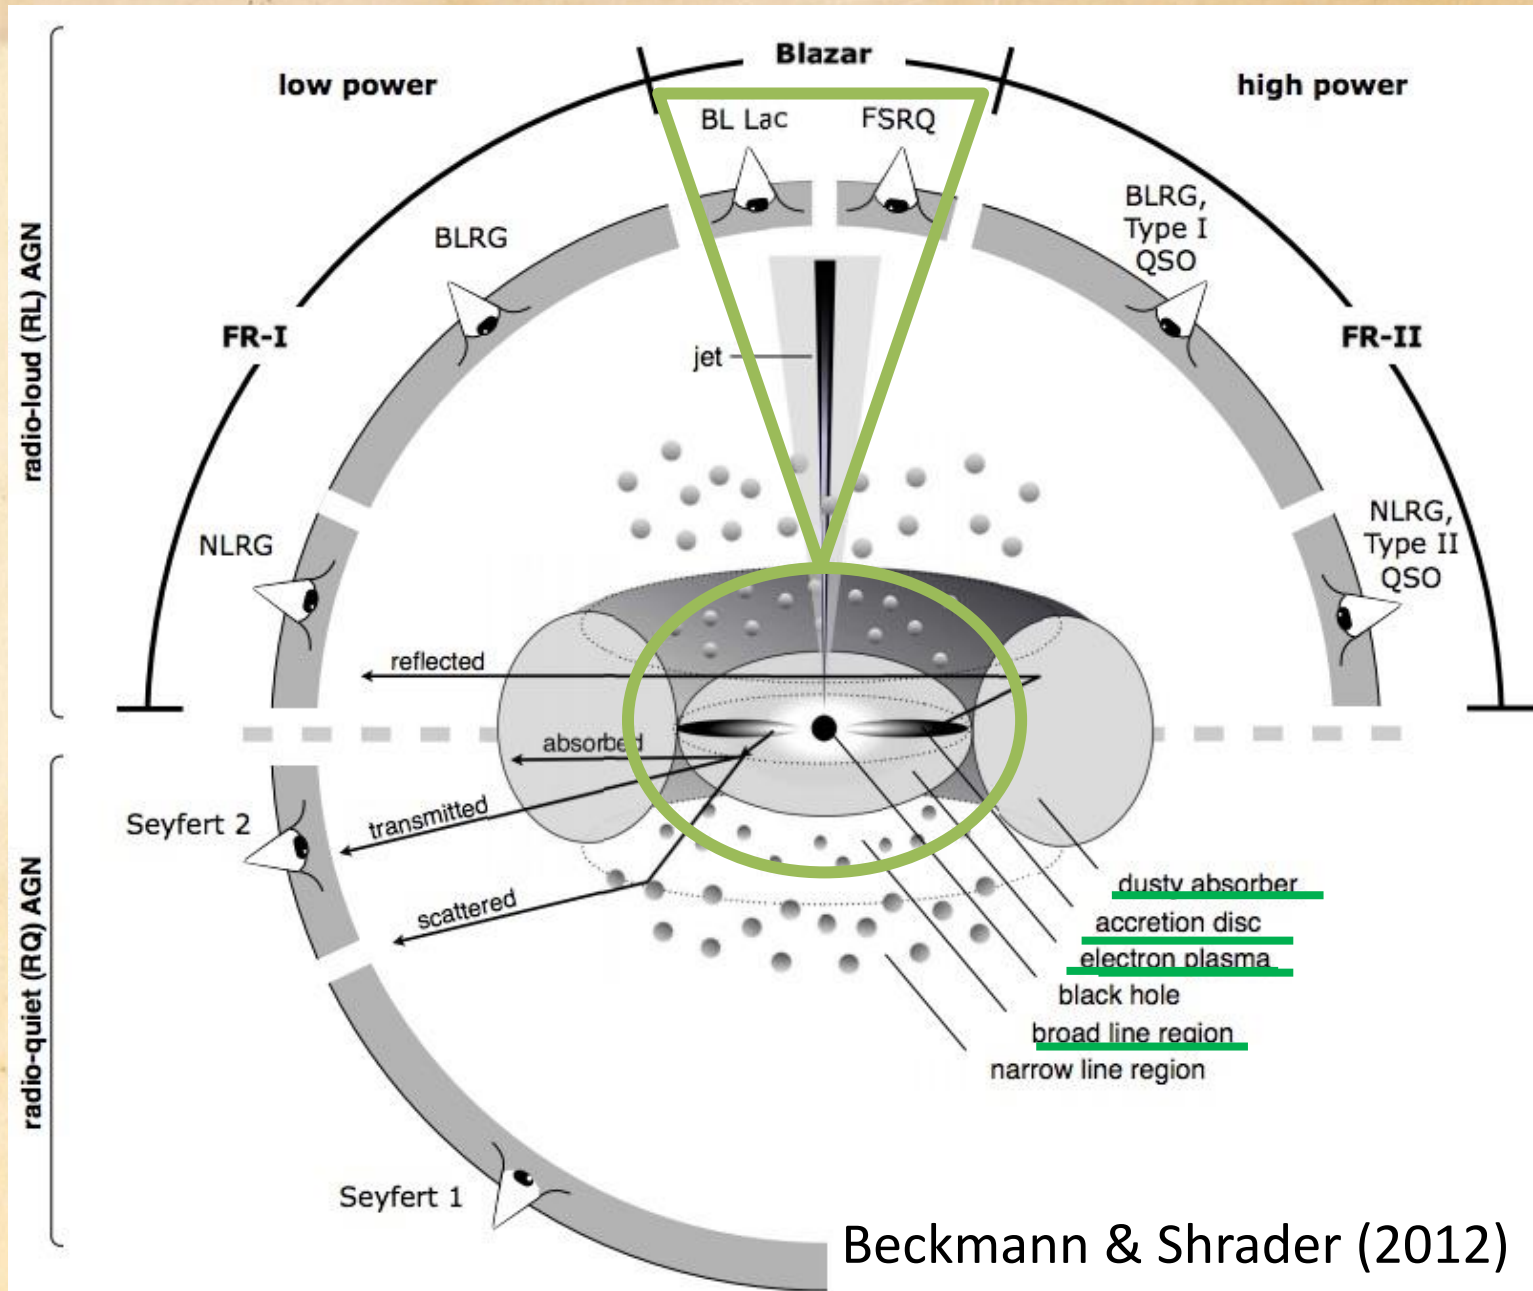 Blazar
low power
high power
BL Lac
FSRQ
BLRG,
Type I
QSO
BLRG
radio-loud (RL) AGN
FR-I
FR-II
jet
NLRG,
Type II
QSO
NLRG
reflected
absorbed
transmitted
Seyfert 2
scattered
dusty absorber
accretion disc
electron plasma
black hole
broad line region
narrow line region
radio-quiet (RQ) AGN
Seyfert 1
Beckmann & Shrader (2012)